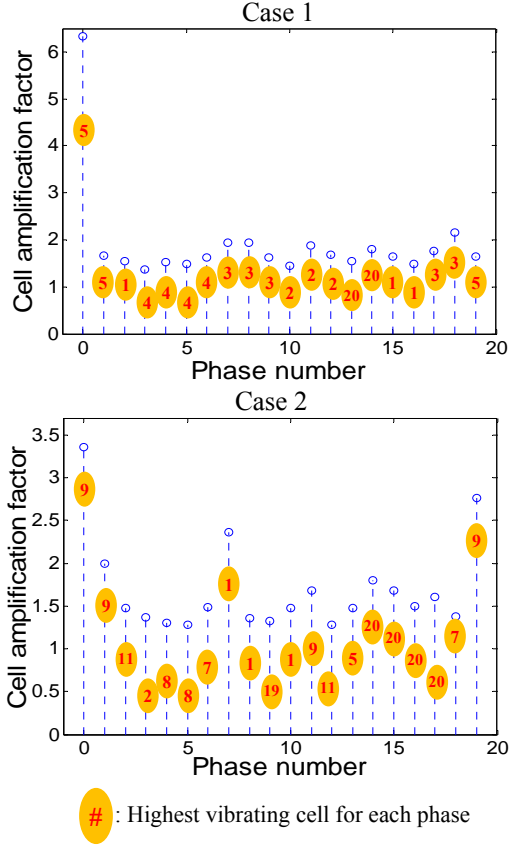 Case 1
Cell amplification factor
6
5
4
3
2
1
0
5 5 1 4 4 4 4 3 3 3 2 2 2 20 20 1 1 3 3 5
0 5 10 15 20
Phase number
Case 2
Cell amplification factor
3.5
3
2.5
2
1.5
1
0.5
0
9 9 11 2 8 8 7 1 1 19 1 9 11 5 20 20 20 20 7 9
0 5 10 15 20
Phase number
# : Highest vibrating cell for each phase